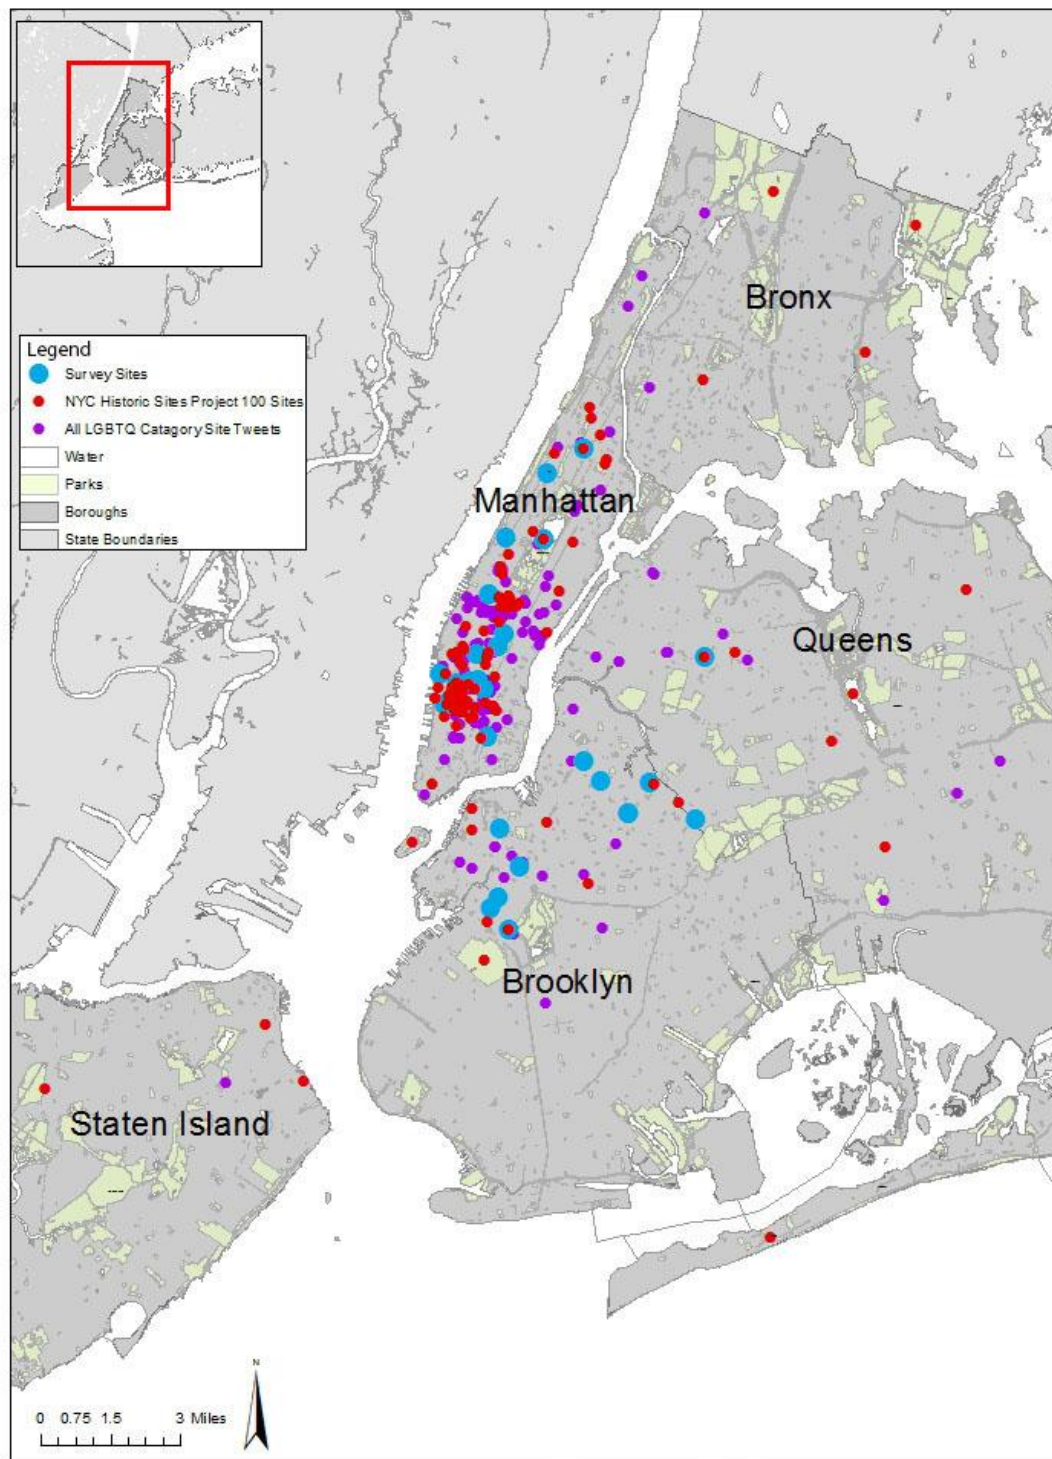 Bronx
Legend
Survey Sites
NYC Historic Sites Project 100 Sites
All LGBTQ Catagory Site Tweets
Water
Parks
Boroughs
State Boundaries
Manhattan
Queens
Brooklyn
Staten Island
N
0 0.75 1.5 3 Miles